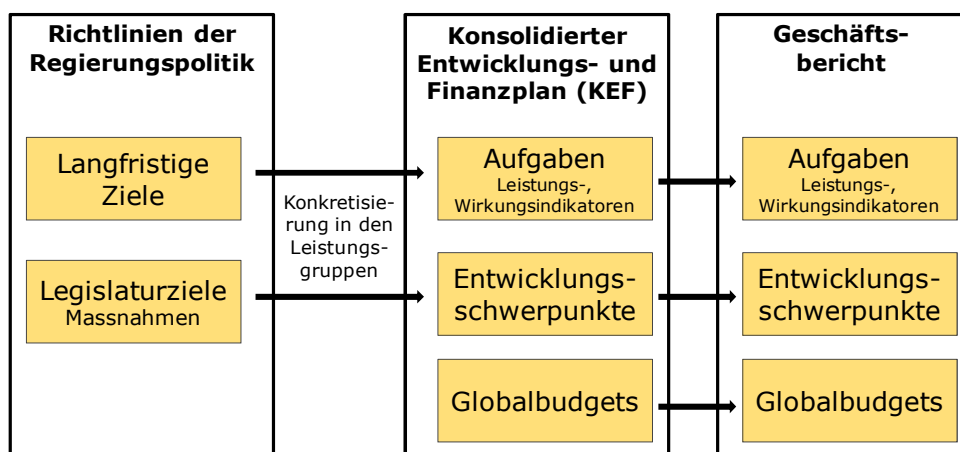 Richtlinien der
Regierungspolitik
Langfristige
Ziele
Legislaturziele
Massnahmen
Konkretisie-
rung in den
Leistungs-
gruppen
Konsolidierter
Entwicklungs- und
Finanzplan (KEF)
Aufgaben
Leistungs-,
Wirkungsindikatoren
Entwicklungs-
schwerpunkte
Globalbudgets
Geschäfts-
bericht
Aufgaben
Leistungs-,
Wirkungsindikatoren
Entwicklungs-
schwerpunkte
Globalbudgets